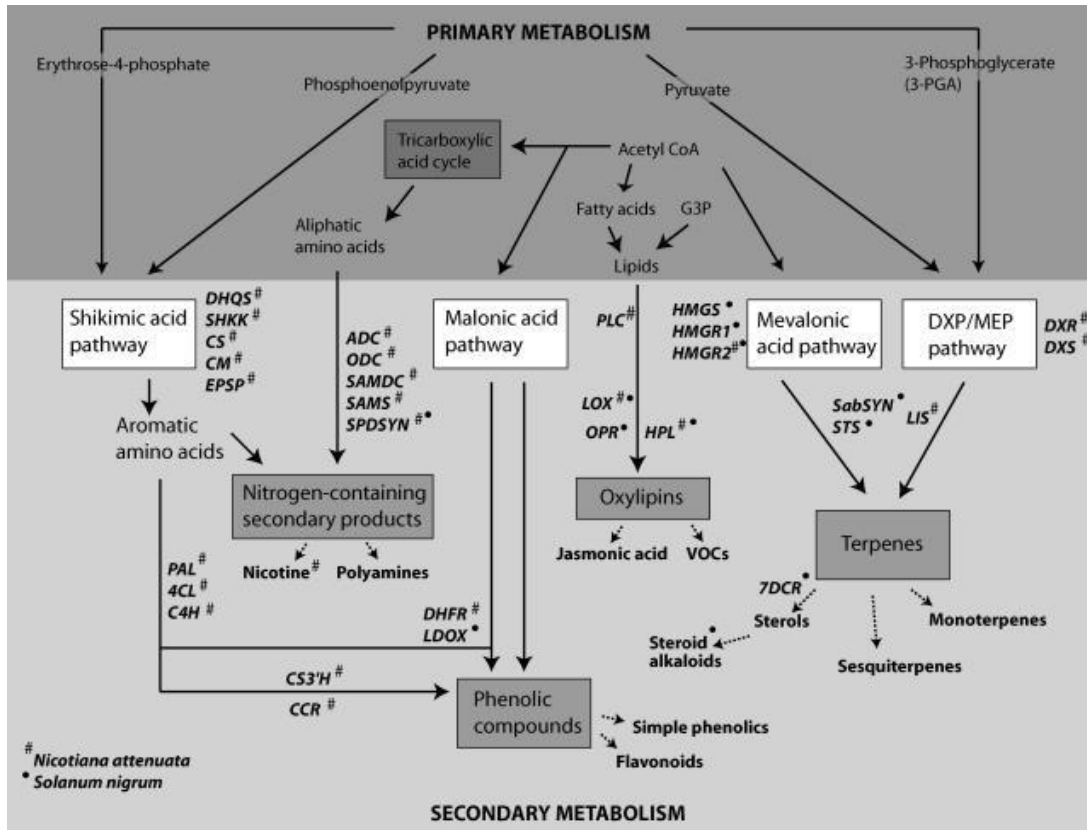 PRIMARY METABOLISM
Erythrose-4-phosphate
Phosphoenolpyruvate
Pyruvate
3-Phosphoglycerate
(3-PGA)
Tricarboxylic
acid cycle
Acetyl CoA
Fatty acids
G3P
Aliphatic
amino acids
Lipids
Shikimic acid
pathway
DHQS #
SHKK #
CS #
CM #
EPSP #
ADC #
ODC #
SAMDC #
SAMS #
SPDSYN # •
Malonic acid
pathway
PLC #
HMGS •
HMGR1 •
HMGR2 # •
Mevalonic
acid pathway
DXP/MEP
pathway
DXR #
DXS #
Aromatic
amino acids
LOX # •
OPR •
HPL # •
SabSYN •
STS •
LIS #
Nitrogen-containing
secondary products
Oxylipins
Terpenes
Nicotine #
Polyamines
Jasmonic acid
VOCs
PAL #
4CL #
C4H #
7DCR •
Sterols
Monoterpenes
Steroid •
alkaloids
Sesquiterpenes
DHFR #
LDOX •
CS3'H #
CCR #
Phenolic
compounds
Simple phenolics
Flavonoids
# Nicotiana attenuata
• Solanum nigrum
SECONDARY METABOLISM